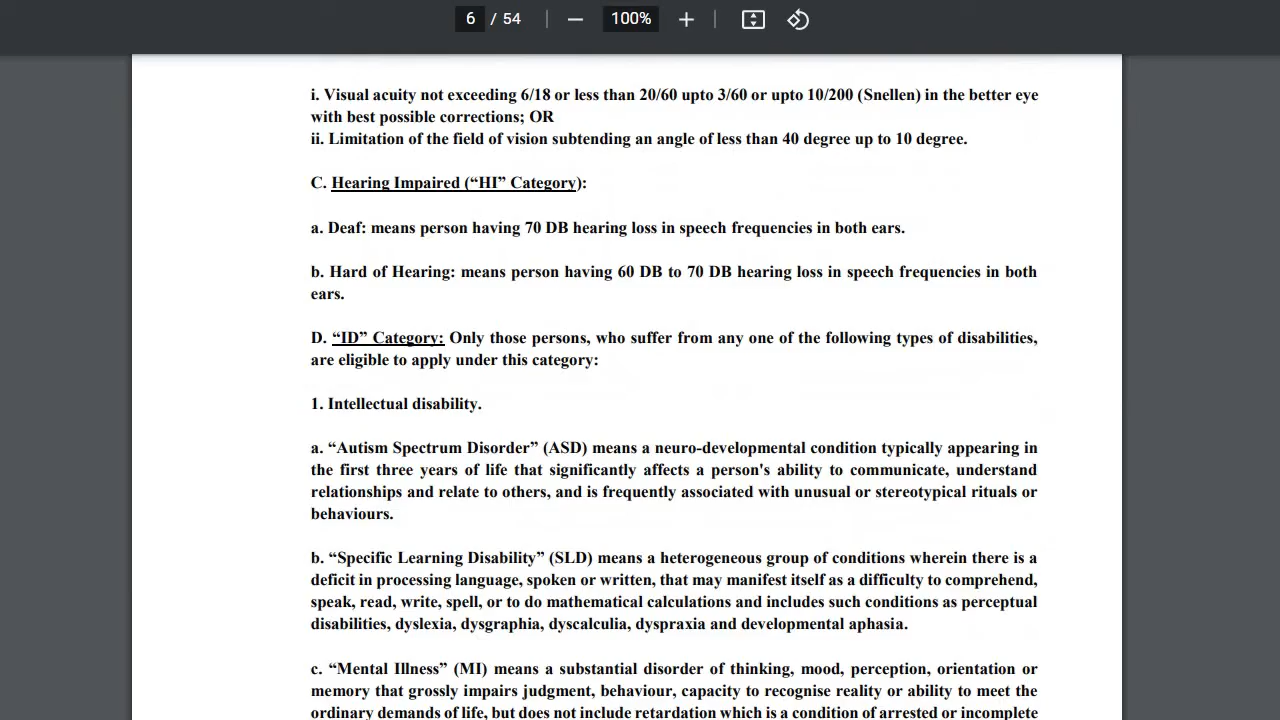 6 / 54 100%
i. Visual acuity not exceeding 6/18 or less than 20/60 upto 3/60 or upto 10/200 (Snellen) in the better eye
with best possible corrections; OR
ii. Limitation of the field of vision subtending an angle of less than 40 degree up to 10 degree.
C. Hearing Impaired (“HI” Category):
a. Deaf: means person having 70 DB hearing loss in speech frequencies in both ears.
b. Hard of Hearing: means person having 60 DB to 70 DB hearing loss in speech frequencies in both
ears.
D. “ID” Category: Only those persons, who suffer from any one of the following types of disabilities,
are eligible to apply under this category:
1. Intellectual disability.
a. “Autism Spectrum Disorder” (ASD) means a neuro-developmental condition typically appearing in
the first three years of life that significantly affects a person's ability to communicate, understand
relationships and relate to others, and is frequently associated with unusual or stereotypical rituals or
behaviours.
b. “Specific Learning Disability” (SLD) means a heterogeneous group of conditions wherein there is a
deficit in processing language, spoken or written, that may manifest itself as a difficulty to comprehend,
speak, read, write, spell, or to do mathematical calculations and includes such conditions as perceptual
disabilities, dyslexia, dysgraphia, dyscalculia, dyspraxia and developmental aphasia.
c. “Mental Illness” (MI) means a substantial disorder of thinking, mood, perception, orientation or
memory that grossly impairs judgment, behaviour, capacity to recognise reality or ability to meet the
ordinary demands of life, but does not include retardation which is a condition of arrested or incomplete